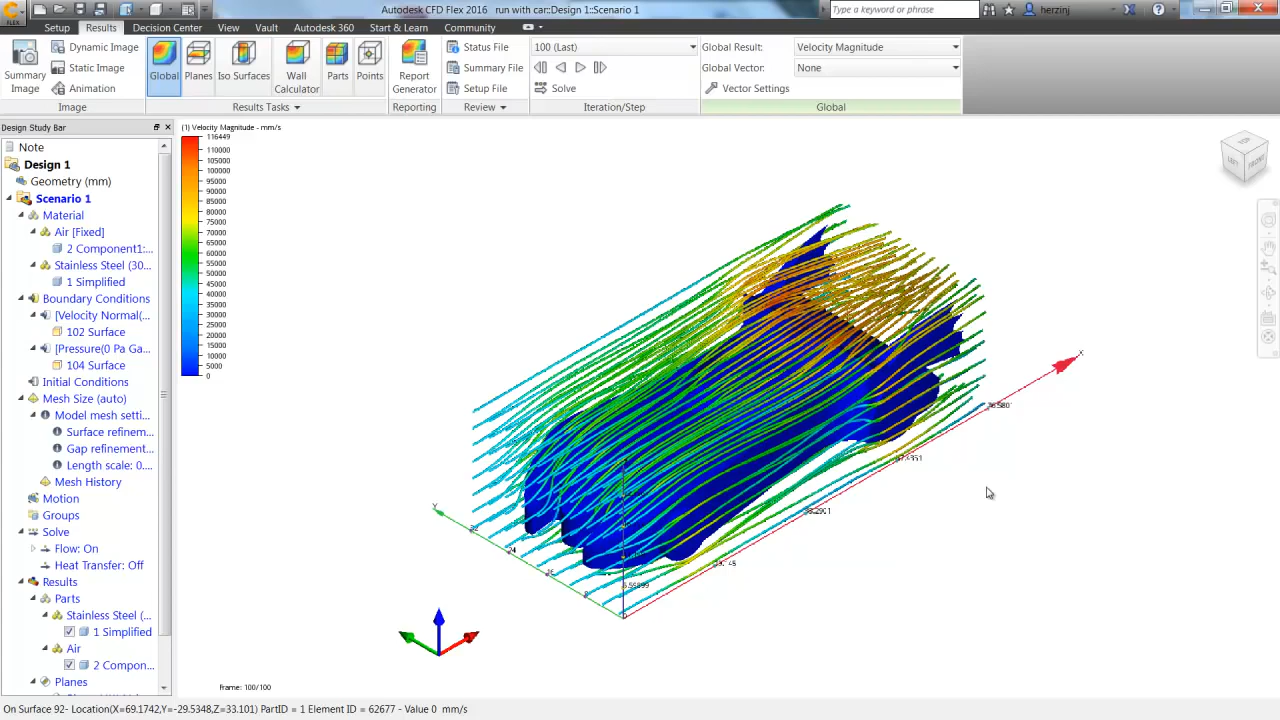 Autodesk CFD Flex 2016   run with car::Design 1::Scenario 1
Type a keyword or phrase
herzinj
FLEX
Setup
Results
Decision Center
View
Vault
Autodesk 360
Start & Learn
Community
Summary Image
Dynamic Image
Static Image
Animation
Image
Global
Planes
Iso Surfaces
Wall Calculator
Parts
Points
Results Tasks
Report Generator
Reporting
Status File
Summary File
Setup File
Review
100 (Last)
Solve
Iteration/Step
Global Result:
Velocity Magnitude
Global Vector:
None
Vector Settings
Global
Design Study Bar
Note
Design 1
Geometry (mm)
Scenario 1
Material
Air [Fixed]
2 Component1:...
Stainless Steel (30...
1 Simplified
Boundary Conditions
[Velocity Normal(...
102 Surface
[Pressure(0 Pa Ga...
104 Surface
Initial Conditions
Mesh Size (auto)
Model mesh setti...
Surface refinem...
Gap refinement...
Length scale: 0....
Mesh History
Motion
Groups
Solve
Flow: On
Heat Transfer: Off
Results
Parts
Stainless Steel (...
1 Simplified
Air
2 Compon...
Planes
(1) Velocity Magnitude - mm/s
116449
110000
105000
100000
95000
90000
85000
80000
75000
70000
65000
60000
55000
50000
45000
40000
35000
30000
25000
20000
15000
10000
5000
0
X
Y
24
16
8
0
Frame: 100/100
On Surface 92- Location(X=69.1742,Y=-29.5348,Z=33.101) PartID = 1 Element ID = 62677 - Value 0  mm/s